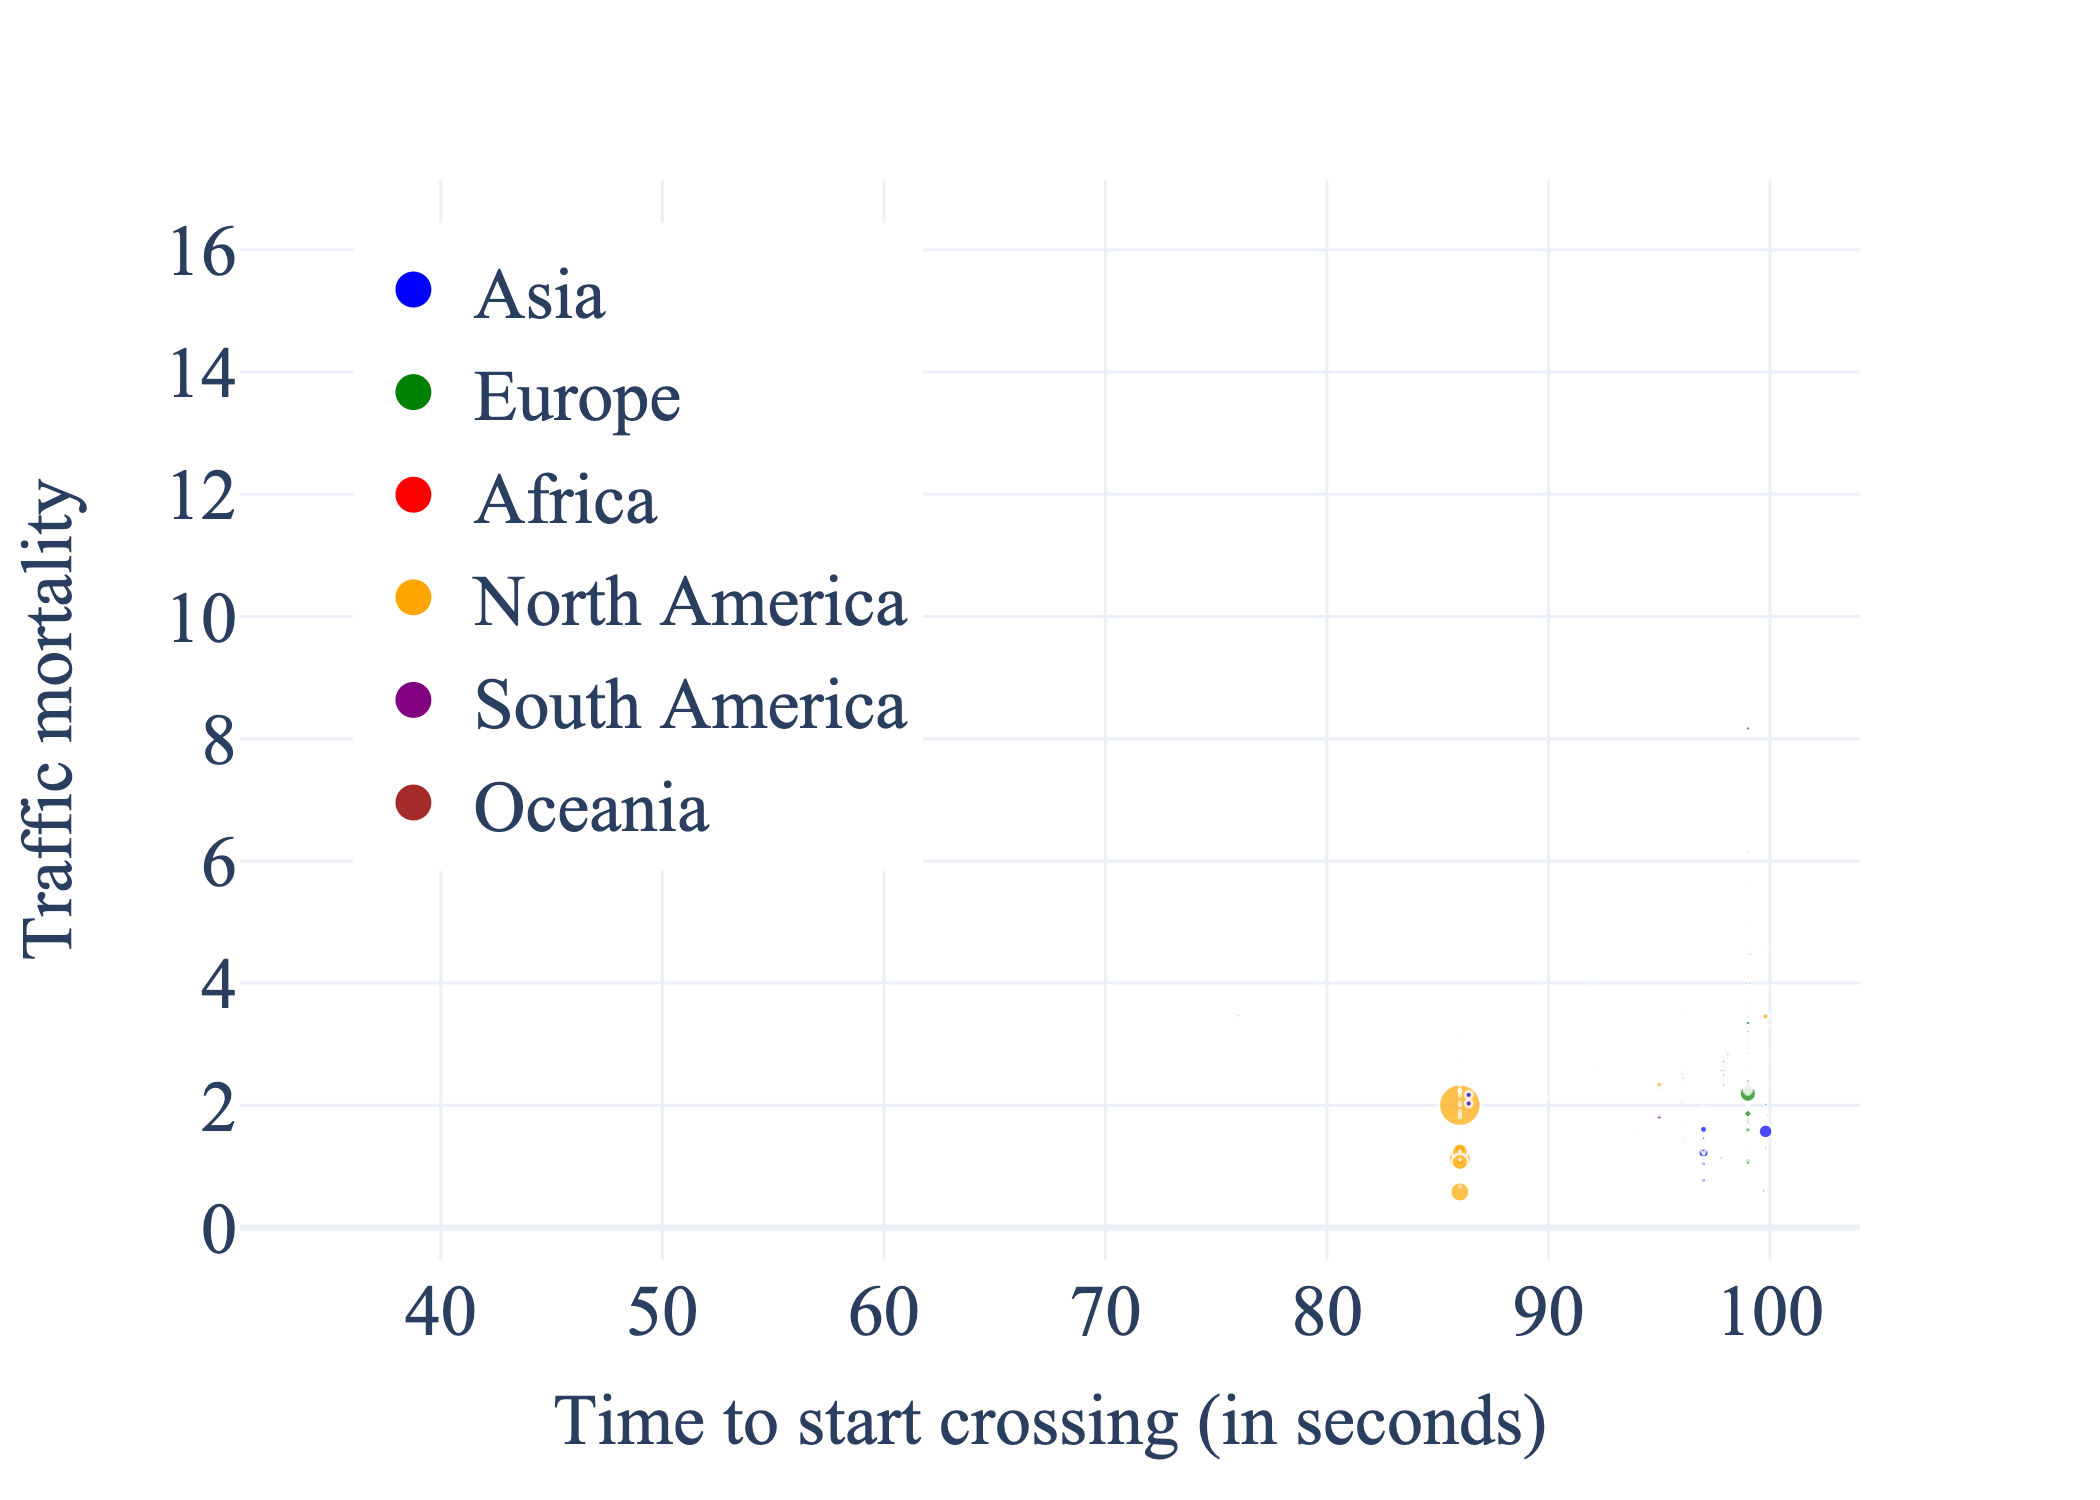 Traffic mortality
16
14
12
10
8
6
4
2
0
Asia
Europe
Africa
North America
South America
Oceania
40 50 60 70 80 90 100
Time to start crossing (in seconds)